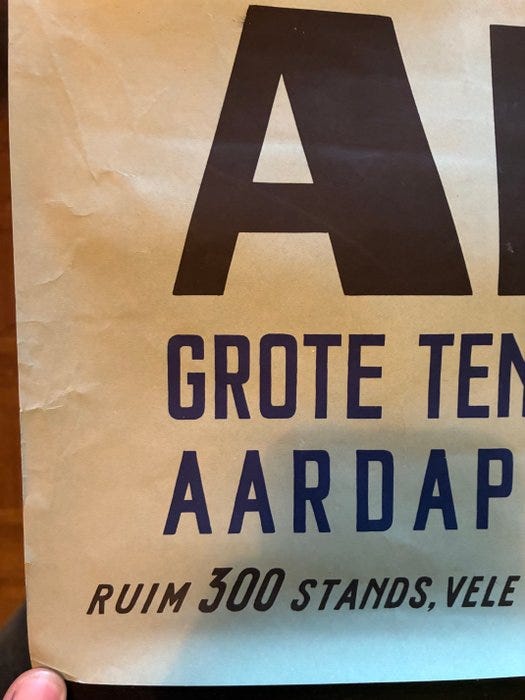 A
GROTE TEN
AARDAP
RUIM 300 STANDS, VELE